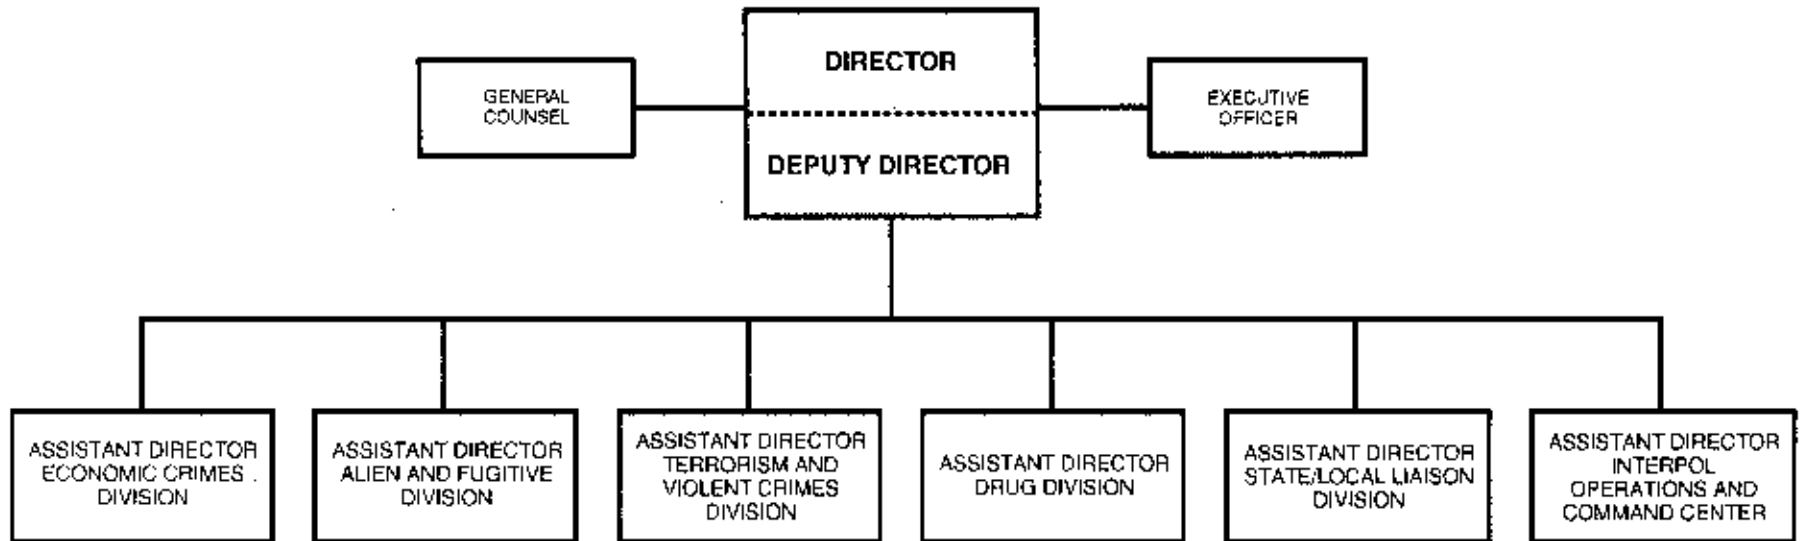 DIRECTOR
GENERAL
COUNSEL
EXECUTIVE
OFFICER
DEPUTY DIRECTOR
ASSISTANT DIRECTOR
ECONOMIC CRIMES
DIVISION
ASSISTANT DIRECTOR
ALIEN AND FUGITIVE
DIVISION
ASSISTANT DIRECTOR
TERRORISM AND
VIOLENT CRIMES
DIVISION
ASSISTANT DIRECTOR
DRUG DIVISION
ASSISTANT DIRECTOR
STATE/LOCAL LIAISON
DIVISION
ASSISTANT DIRECTOR
INTERPOL
OPERATIONS AND
COMMAND CENTER